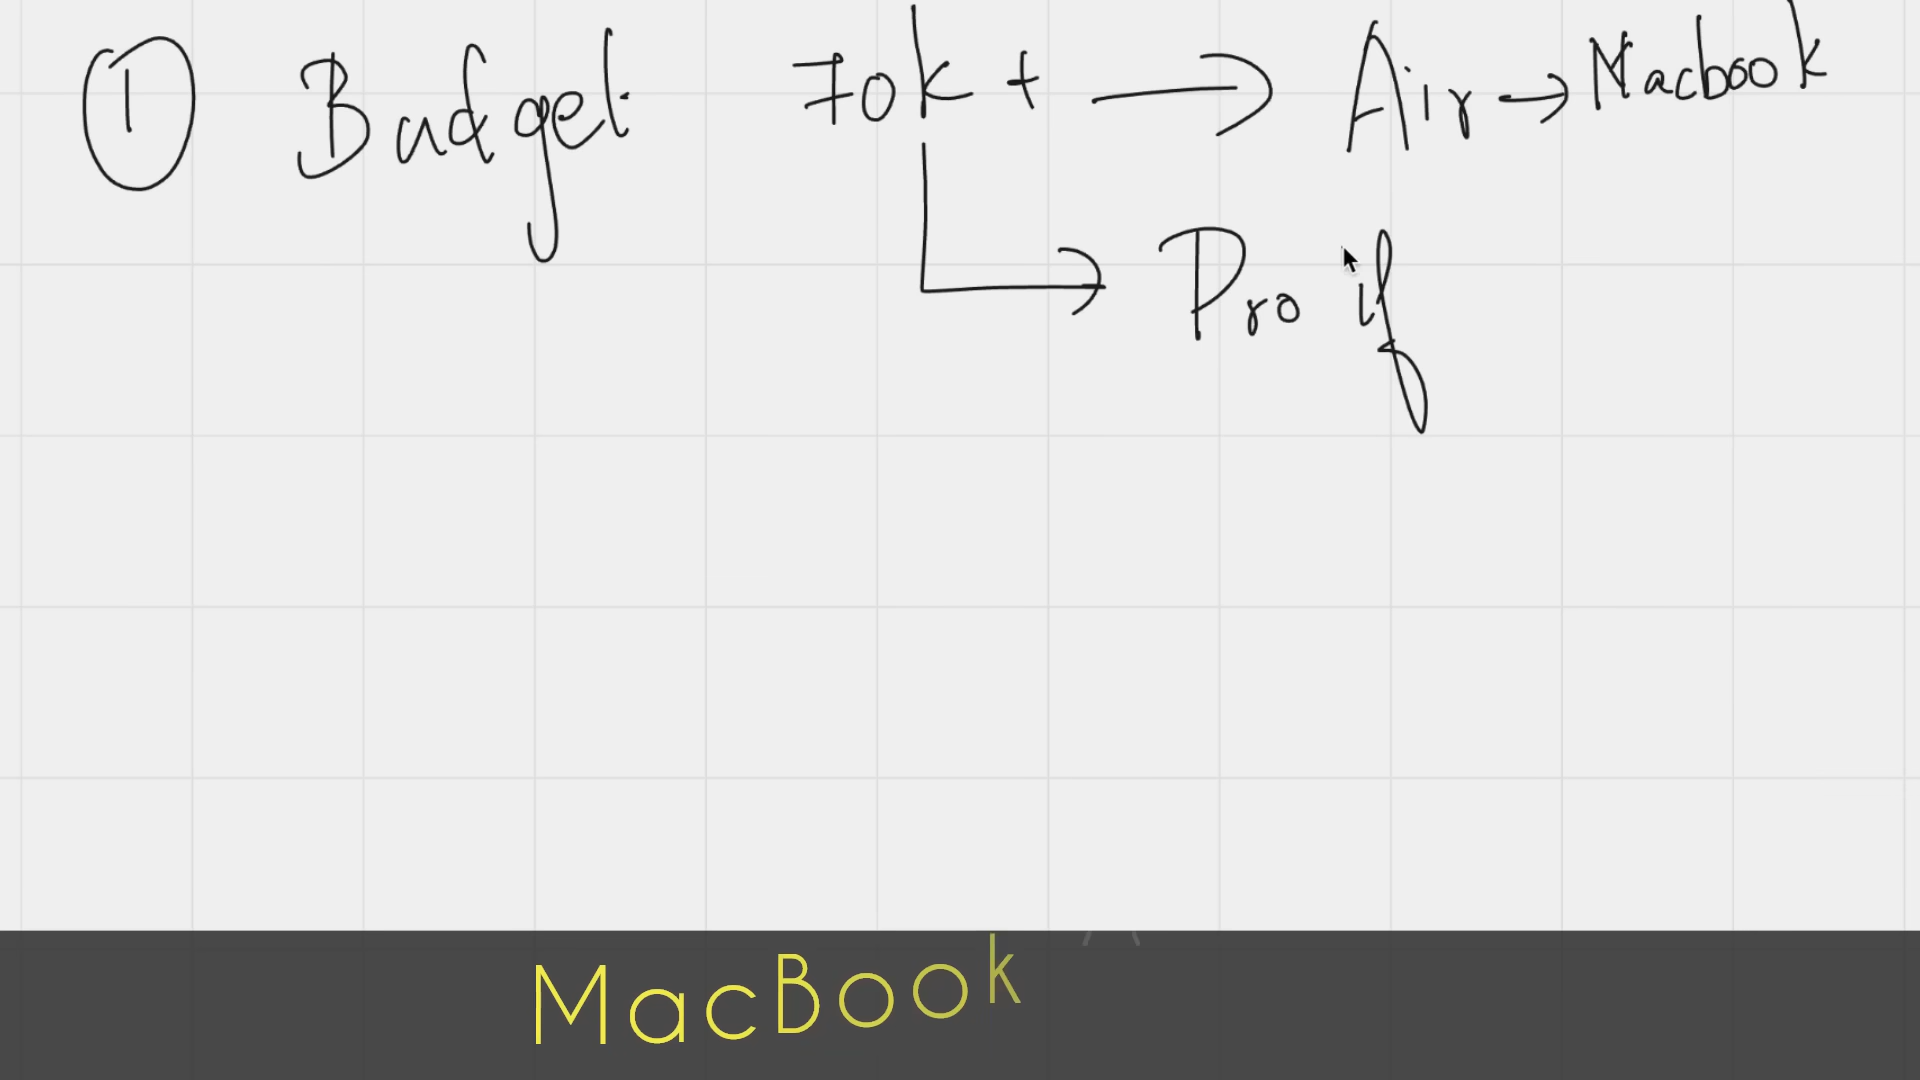 ① Budget 70k + → Air → Macbook
Pro if
MacBook